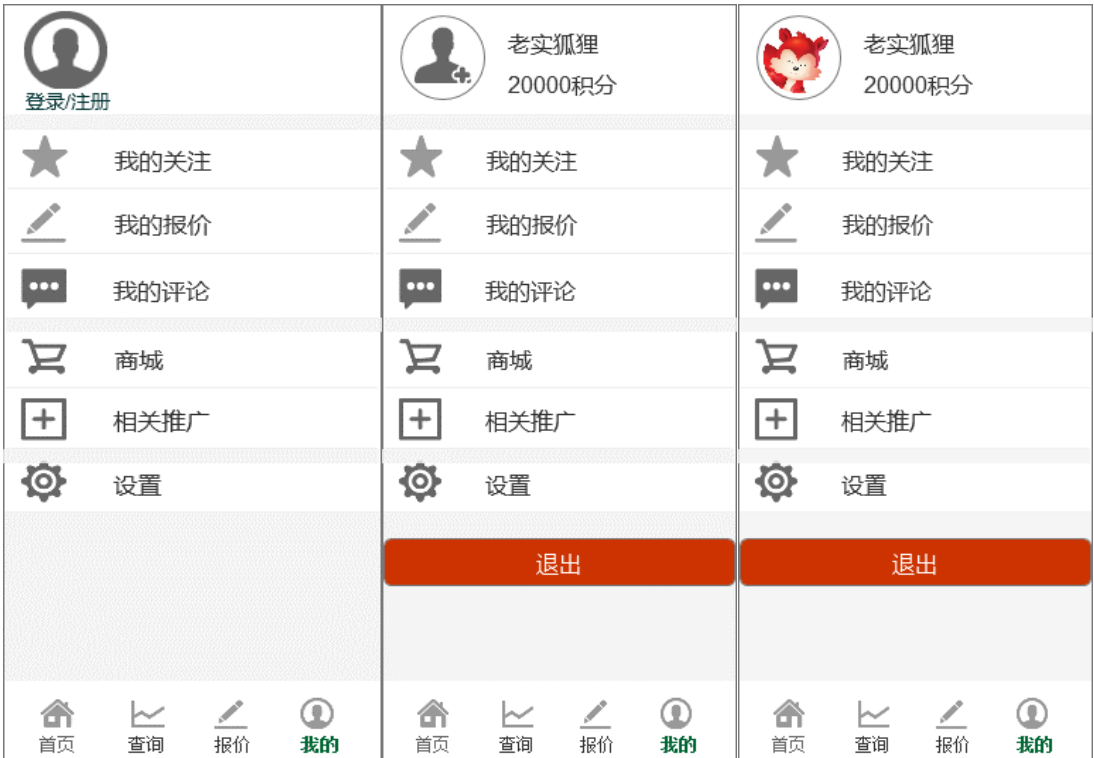 登录/注册
我的关注
我的报价
我的评论
商城
相关推广
设置
首页
查询
报价
我的
老实狐狸
20000积分
我的关注
我的报价
我的评论
商城
相关推广
设置
退出
首页
查询
报价
我的
老实狐狸
20000积分
我的关注
我的报价
我的评论
商城
相关推广
设置
退出
首页
查询
报价
我的